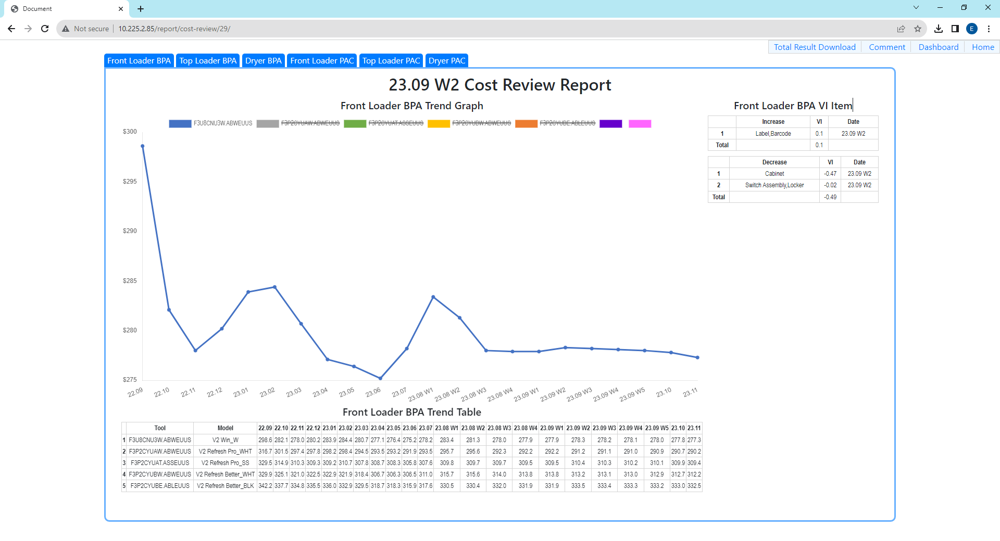 Document
Not secure
10.225.2.85/report/cost-review/29/
E
Total Result Download Comment Dashboard Home
Front Loader BPA Top Loader BPA Dryer BPA Front Loader PAC Top Loader PAC Dryer PAC
23.09 W2 Cost Review Report
Front Loader BPA Trend Graph
F3U8CNU3W.ABWEUUS F3P2CYUAW.ABWEUUS F3P2CYUAT.ASSEUUS F3P2CYUBW.ABWEUUS F3P2CYUBE.ABLEUUS
$300
$295
$290
$285
$280
$275
22.09 22.10 22.11 22.12 23.01 23.02 23.03 23.04 23.05 23.06 23.07 23.08 W1 23.08 W2 23.08 W3 23.08 W4 23.09 W1 23.09 W2 23.09 W3 23.09 W4 23.09 W5 23.10 23.11
Front Loader BPA VI Item
Increase VI Date
1 Label,Barcode 0.1 23.09 W2
Total 0.1
Decrease VI Date
1 Cabinet -0.47 23.09 W2
2 Switch Assembly,Locker -0.02 23.09 W2
Total -0.49
Front Loader BPA Trend Table
Tool Model 22.09 22.10 22.11 22.12 23.01 23.02 23.03 23.04 23.05 23.06 23.07 23.08 W1 23.08 W2 23.08 W3 23.08 W4 23.09 W1 23.09 W2 23.09 W3 23.09 W4 23.09 W5 23.10 23.11
1 F3U8CNU3W.ABWEUUS V2 Win_W 298.6 282.1 278.0 280.2 283.9 284.4 280.7 277.1 276.4 275.2 278.2 283.4 281.3 278.0 277.9 277.9 278.3 278.2 278.1 278.0 277.8 277.3
2 F3P2CYUAW.ABWEUUS V2 Refresh Pro_WHT 316.7 301.5 297.4 297.8 298.2 298.4 294.5 293.5 293.2 291.9 293.5 295.7 295.6 292.3 292.2 292.2 291.2 291.1 291.0 290.9 290.7 290.2
3 F3P2CYUAT.ASSEUUS V2 Refresh Pro_SS 329.5 314.9 310.3 309.3 309.2 310.7 307.8 308.7 308.3 305.8 307.6 309.8 309.7 309.7 309.5 309.5 310.4 310.3 310.2 310.1 309.9 309.4
4 F3P2CYUBW.ABWEUUS V2 Refresh Better_WHT 329.9 325.1 321.0 322.5 322.9 321.9 318.4 306.7 306.3 306.5 311.0 315.7 315.6 314.0 313.8 313.8 313.2 313.1 313.0 312.9 312.7 312.2
5 F3P2CYUBE.ABLEUUS V2 Refresh Better_BLK 342.2 337.7 334.8 335.5 336.0 332.9 329.5 318.7 318.3 315.9 317.6 330.5 330.4 332.0 331.9 331.9 333.5 333.4 333.3 333.2 333.0 332.5